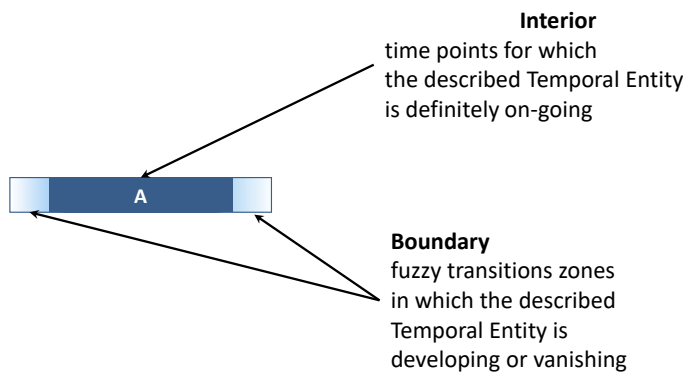 Interior
time points for which
the described Temporal Entity
is definitely on-going
A
Boundary
fuzzy transitions zones
in which the described
Temporal Entity is
developing or vanishing